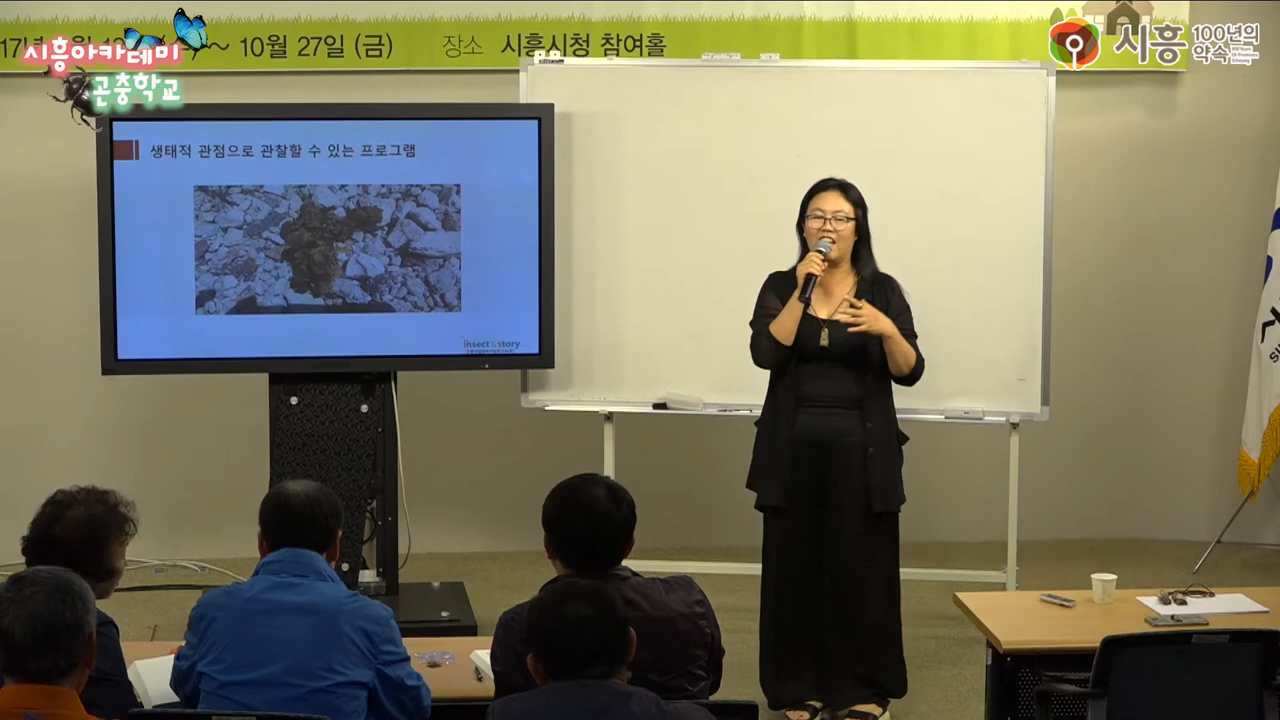 ~ 10월 27일 (금) 장소 시흥시청 참여홀
시흥아카데미
곤충학교
시흥 100년의
약속
생태적 관점으로 관찰할 수 있는 프로그램
insect & story